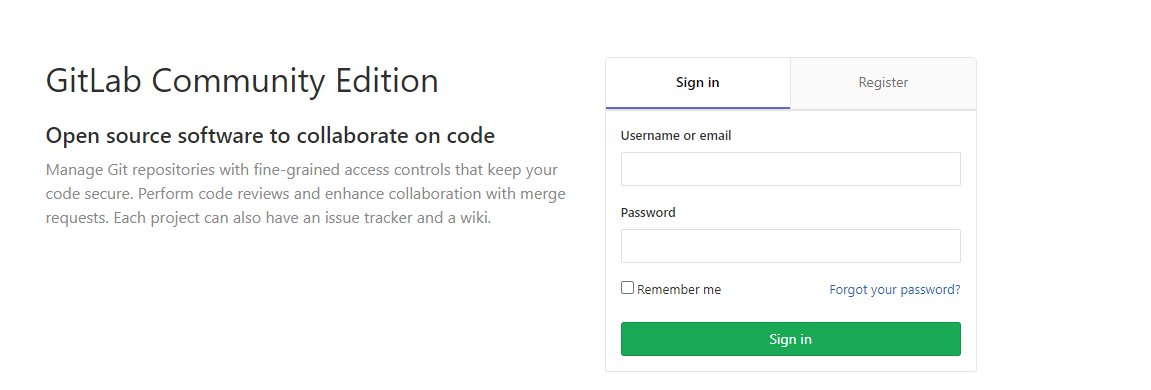 GitLab Community Edition
Open source software to collaborate on code
Manage Git repositories with fine-grained access controls that keep your
code secure. Perform code reviews and enhance collaboration with merge
requests. Each project can also have an issue tracker and a wiki.
Sign in
Register
Username or email
Password
Remember me
Forgot your password?
Sign in